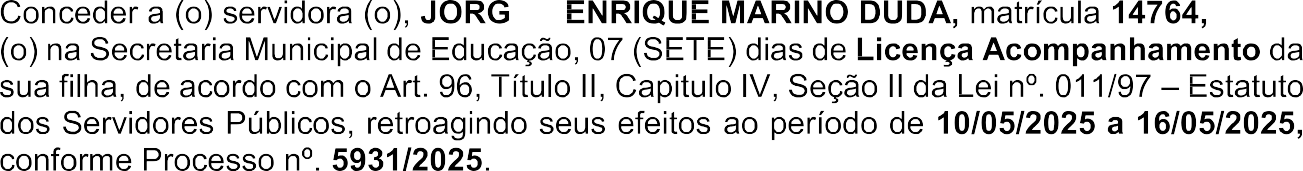 Conceder a (o) servidora (o), JORG ENRIQUE MARINO DUDA, matrícula 14764,
(o) na Secretaria Municipal de Educação, 07 (SETE) dias de Licença Acompanhamento da
sua filha, de acordo com o Art. 96, Título II, Capitulo IV, Seção II da Lei nº. 011/97 – Estatuto
dos Servidores Públicos, retroagindo seus efeitos ao período de 10/05/2025 a 16/05/2025,
conforme Processo nº. 5931/2025.